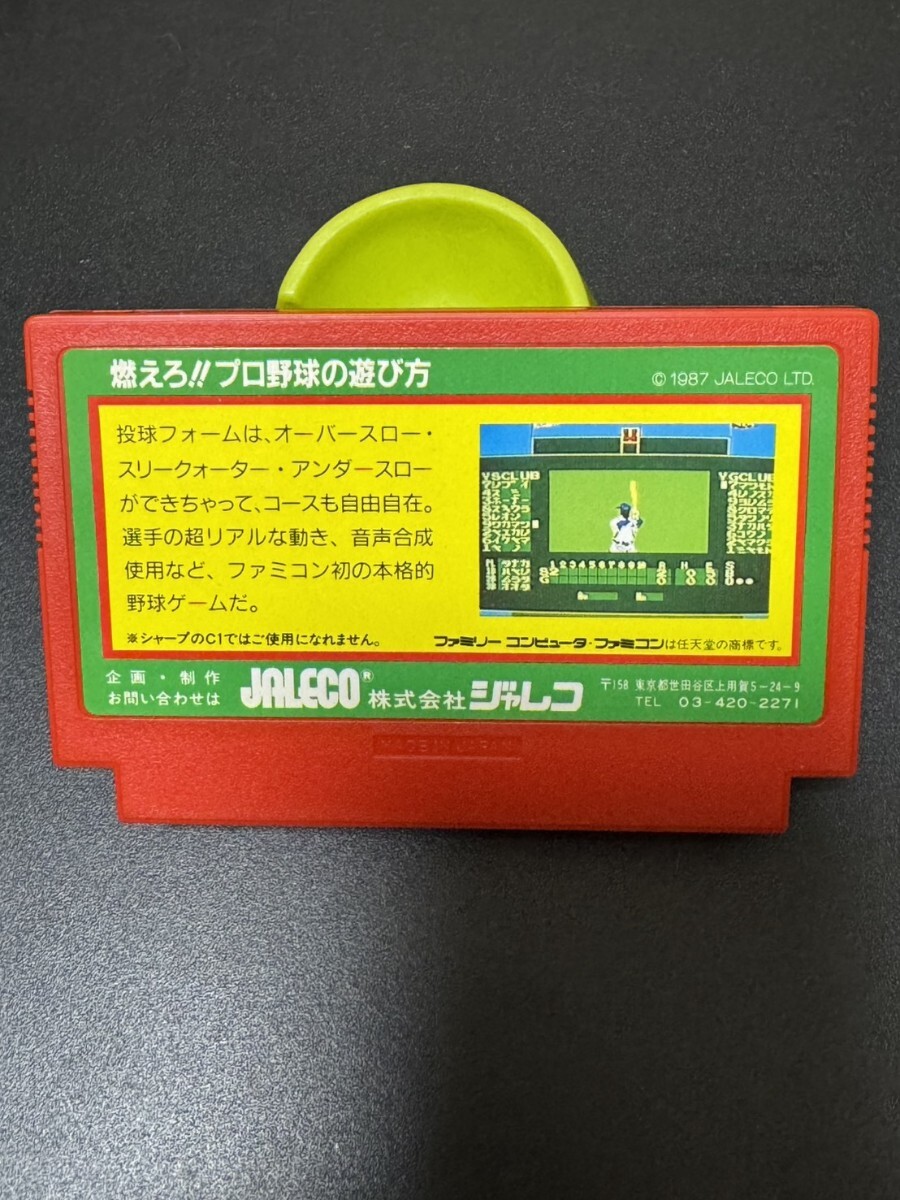 燃えろ!!プロ野球の遊び方
© 1987 JALECO LTD.
投球フォームは、オーバースロー・
スリークォーター・アンダースロー
ができちゃって、コースも自由自在。
選手の超リアルな動き、音声合成
使用など、ファミコン初の本格的
野球ゲームだ。
※シャープのC1ではご使用になれません。
YSCLUB
YGCLUB
12345678910 R H E S
ファミリー コンピュータ・ファミコンは任天堂の商標です。
企画・制作
お問い合わせは
JALECO® 株式会社ジャレコ
〒158 東京都世田谷区上用賀5-24-9
TEL 03-420-2271
MADE IN JAPAN